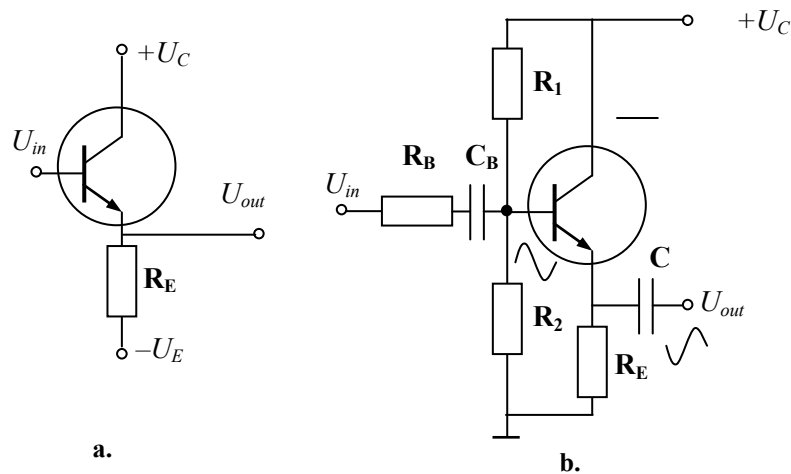 +U_C
U_in
U_out
R_E
–U_E
a.
+U_C
R_1
R_B
C_B
U_in
C
U_out
R_2
R_E
b.